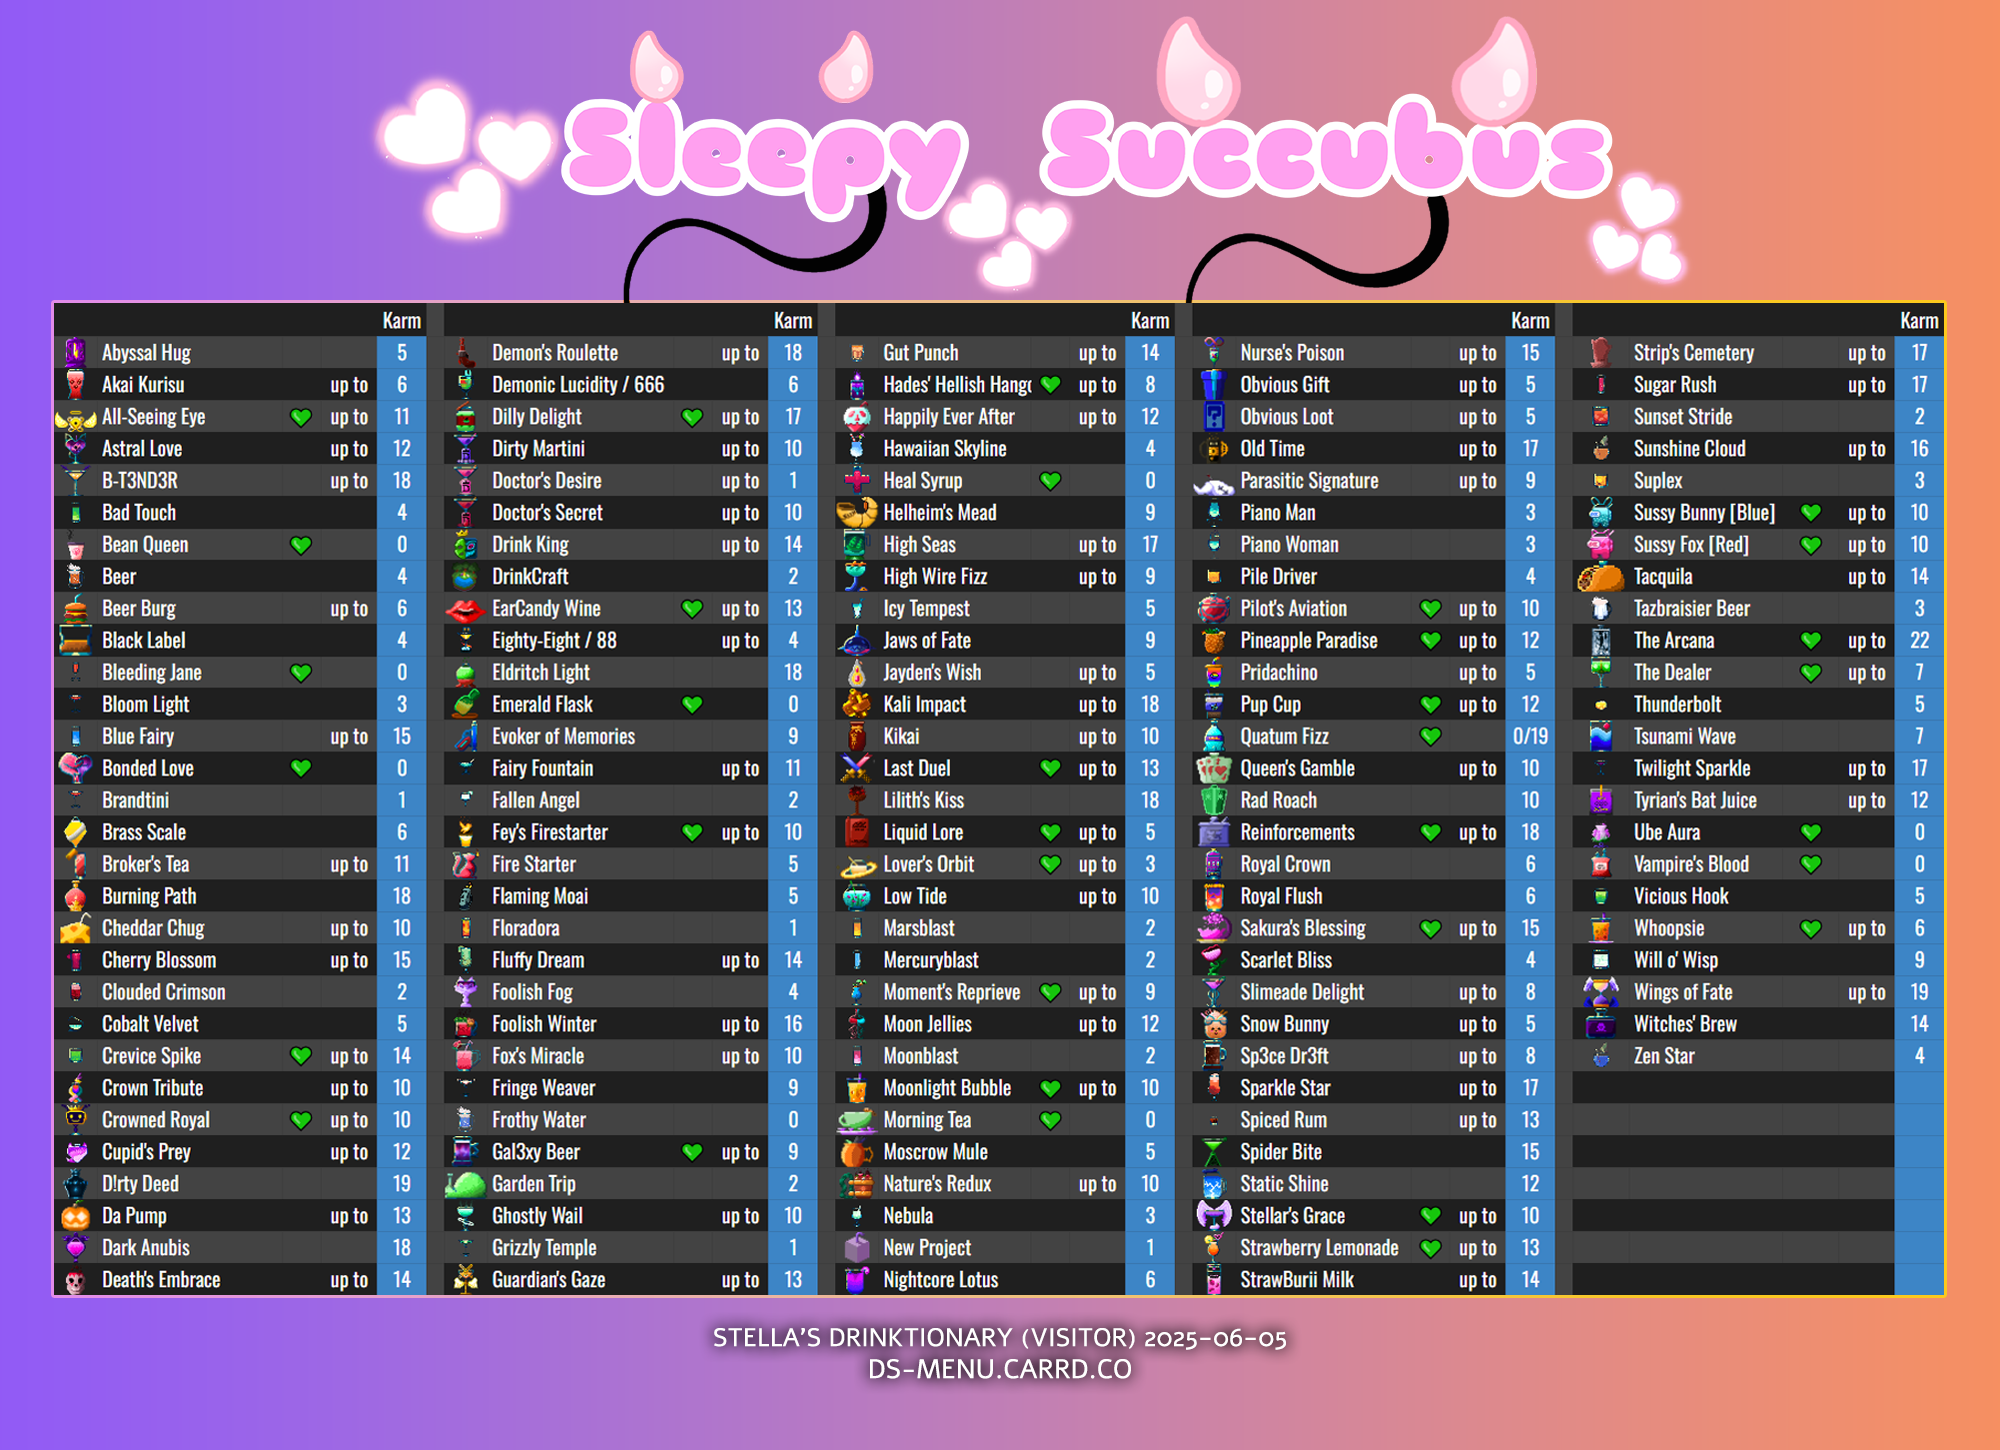 Sleepy Succubus
Karm
Abyssal Hug 5
Akai Kurisu up to 6
All-Seeing Eye up to 11
Astral Love up to 12
B-T3ND3R up to 18
Bad Touch 4
Bean Queen 0
Beer 4
Beer Burg up to 6
Black Label 4
Bleeding Jane 0
Bloom Light 3
Blue Fairy up to 15
Bonded Love 0
Brandtini 1
Brass Scale 6
Broker's Tea up to 11
Burning Path 18
Cheddar Chug up to 10
Cherry Blossom up to 15
Clouded Crimson 2
Cobalt Velvet 5
Crevice Spike up to 14
Crown Tribute up to 10
Crowned Royal up to 10
Cupid's Prey up to 12
D!rty Deed 19
Da Pump up to 13
Dark Anubis 18
Death's Embrace up to 14
Karm
Demon's Roulette up to 18
Demonic Lucidity / 666 6
Dilly Delight up to 17
Dirty Martini up to 10
Doctor's Desire up to 1
Doctor's Secret up to 10
Drink King up to 14
DrinkCraft 2
EarCandy Wine up to 13
Eighty-Eight / 88 up to 4
Eldritch Light 18
Emerald Flask 0
Evoker of Memories 9
Fairy Fountain up to 11
Fallen Angel 2
Fey's Firestarter up to 10
Fire Starter 5
Flaming Moai 5
Floradora 1
Fluffy Dream up to 14
Foolish Fog 4
Foolish Winter up to 16
Fox's Miracle up to 10
Fringe Weaver 9
Frothy Water 0
Gal3xy Beer up to 9
Garden Trip 2
Ghostly Wail up to 10
Grizzly Temple 1
Guardian's Gaze up to 13
Karm
Gut Punch up to 14
Hades' Hellish Hang up to 8
Happily Ever After up to 12
Hawaiian Skyline 4
Heal Syrup 0
Helheim's Mead 9
High Seas up to 17
High Wire Fizz up to 9
Icy Tempest 5
Jaws of Fate 9
Jayden's Wish up to 5
Kali Impact up to 18
Kikai up to 10
Last Duel up to 13
Lilith's Kiss 18
Liquid Lore up to 5
Lover's Orbit up to 3
Low Tide up to 10
Marsblast 2
Mercuryblast 2
Moment's Reprieve up to 9
Moon Jellies up to 12
Moonblast 2
Moonlight Bubble up to 10
Morning Tea 0
Moscrow Mule 5
Nature's Redux up to 10
Nebula 3
New Project 1
Nightcore Lotus 6
Karm
Nurse's Poison up to 15
Obvious Gift up to 5
Obvious Loot up to 5
Old Time up to 17
Parasitic Signature up to 9
Piano Man 3
Piano Woman 3
Pile Driver 4
Pilot's Aviation up to 10
Pineapple Paradise up to 12
Pridachino up to 5
Pup Cup up to 12
Quatum Fizz 0/19
Queen's Gamble up to 10
Rad Roach 10
Reinforcements up to 18
Royal Crown 6
Royal Flush 6
Sakura's Blessing up to 15
Scarlet Bliss 4
Slimeade Delight up to 8
Snow Bunny up to 5
Sp3ce Dr3ft up to 8
Sparkle Star up to 17
Spiced Rum up to 13
Spider Bite 15
Static Shine 12
Stellar's Grace up to 10
Strawberry Lemonade up to 13
StrawBurii Milk up to 14
Karm
Strip's Cemetery up to 17
Sugar Rush up to 17
Sunset Stride 2
Sunshine Cloud up to 16
Suplex 3
Sussy Bunny [Blue] up to 10
Sussy Fox [Red] up to 10
Tacquila up to 14
Tazbraisier Beer 3
The Arcana up to 22
The Dealer up to 7
Thunderbolt 5
Tsunami Wave 7
Twilight Sparkle up to 17
Tyrian's Bat Juice up to 12
Ube Aura 0
Vampire's Blood 0
Vicious Hook 5
Whoopsie up to 6
Will o' Wisp 9
Wings of Fate up to 19
Witches' Brew 14
Zen Star 4
STELLA'S DRINKTIONARY (VISITOR) 2025-06-05
DS-MENU.CARRD.CO